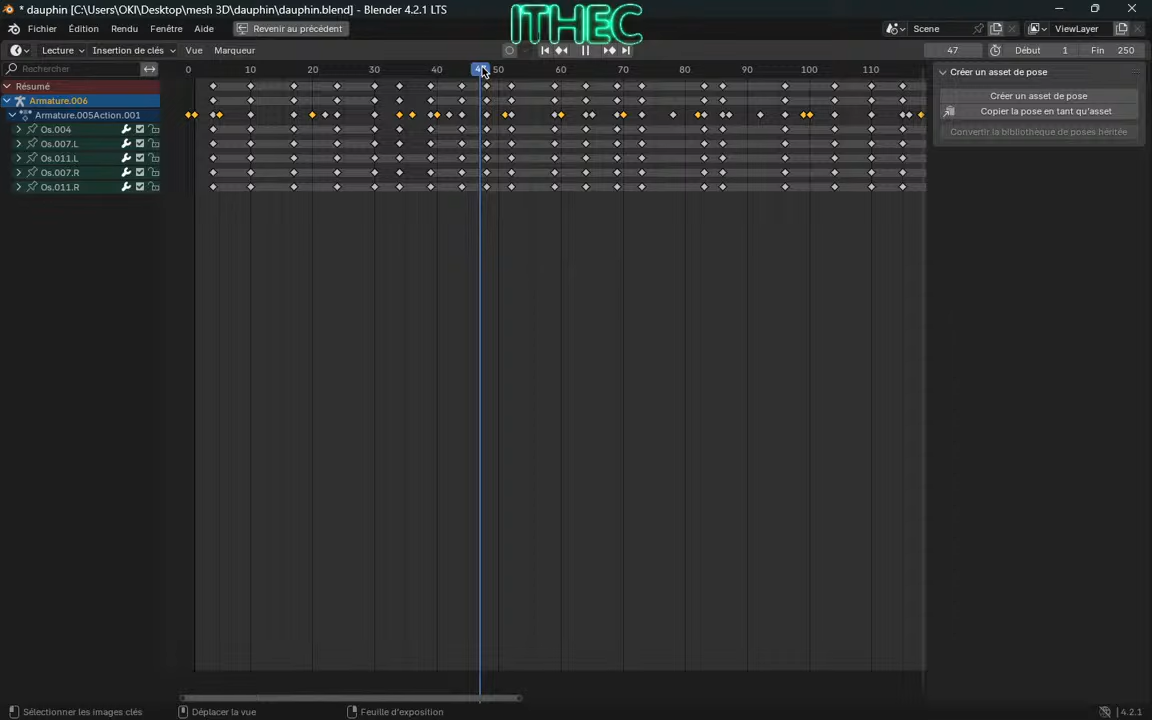 * dauphin [C:\Users\OKI\Desktop\mesh 3D\dauphin\dauphin.blend] - Blender 4.2.1 LTS
ITHEC
Fichier Édition Rendu Fenêtre Aide Revenir au précédent Scene ViewLayer
Lecture Insertion de clés Vue Marqueur 47 Début 1 Fin 250
Rechercher 0 10 20 30 40 50 60 70 80 90 100 110
Créer un asset de pose
Résumé
Armature.006
Créer un asset de pose
Armature.005Action.001
Copier la pose en tant qu'asset
Os.004
Convertir la bibliothèque de poses héritée
Os.007.L
Os.011.L
Os.007.R
Os.011.R
Sélectionner les images clés Déplacer la vue Feuille d'exposition 4.2.1